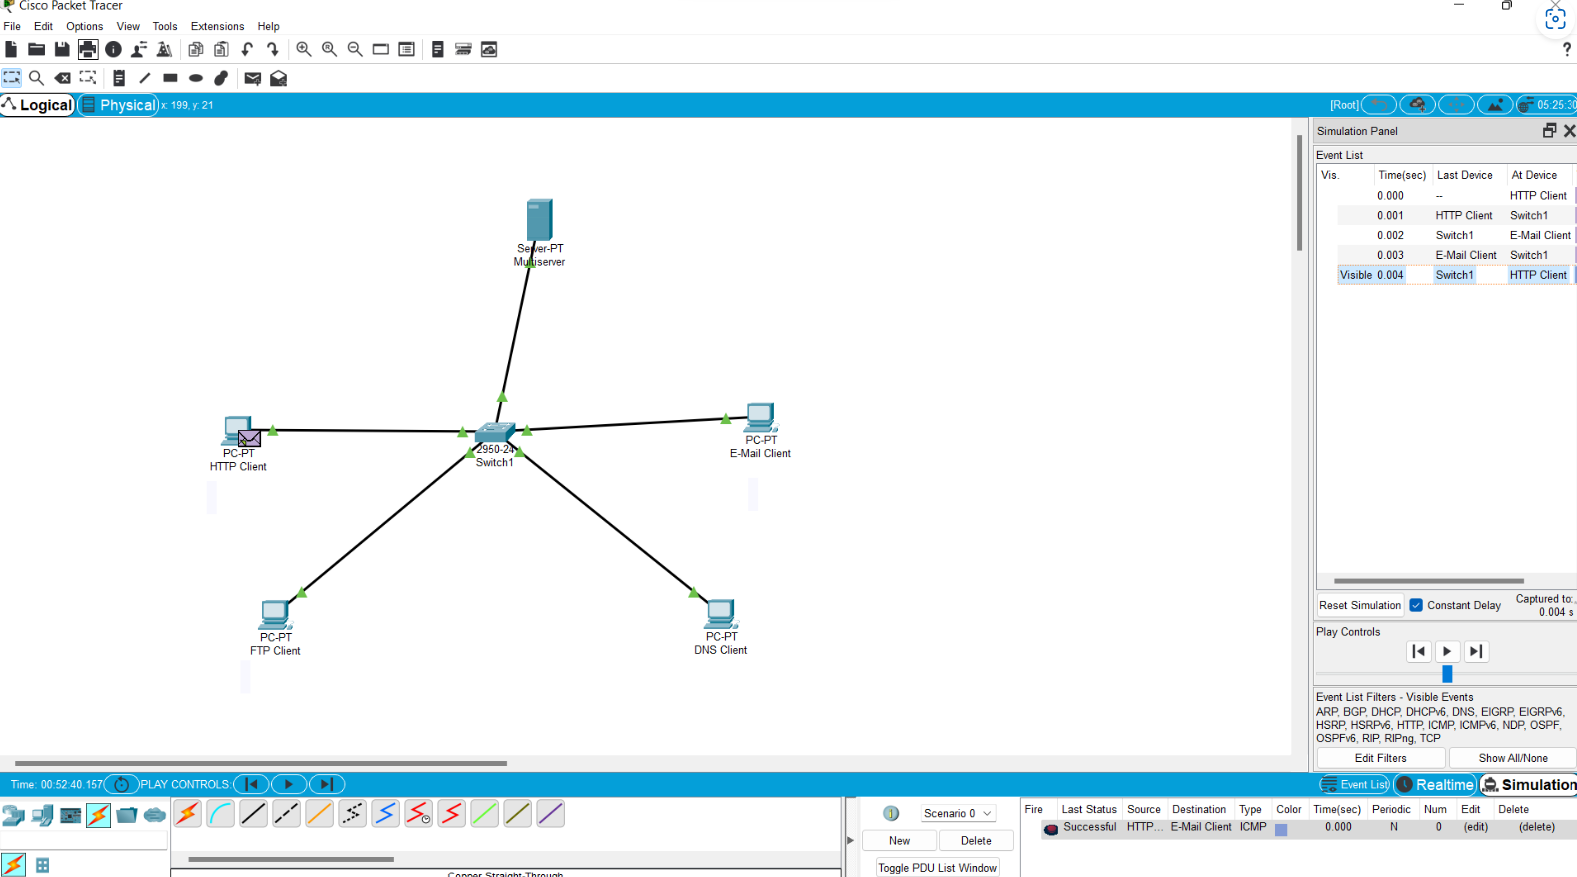 Cisco Packet Tracer
File Edit Options View Tools Extensions Help
?
Logical Physical x: 199, y: 21 [Root] 05:25:30
Simulation Panel
Event List
Vis. Time(sec) Last Device At Device
0.000 -- HTTP Client
0.001 HTTP Client Switch1
0.002 Switch1 E-Mail Client
0.003 E-Mail Client Switch1
Visible 0.004 Switch1 HTTP Client
Server-PT
Multiserver
PC-PT
HTTP Client
2950-24
Switch1
PC-PT
E-Mail Client
PC-PT
FTP Client
PC-PT
DNS Client
Reset Simulation Constant Delay Captured to:
0.004 s
Play Controls
Event List Filters - Visible Events
ARP, BGP, DHCP, DHCPv6, DNS, EIGRP, EIGRPv6,
HSRP, HSRPv6, HTTP, ICMP, ICMPv6, NDP, OSPF,
OSPFv6, RIP, RIPng, TCP
Edit Filters Show All/None
Time: 00:52:40.157 PLAY CONTROLS: Event List Realtime Simulation
Scenario 0
New Delete
Toggle PDU List Window
Fire Last Status Source Destination Type Color Time(sec) Periodic Num Edit Delete
Successful HTTP... E-Mail Client ICMP 0.000 N 0 (edit) (delete)
Copper Straight-Through